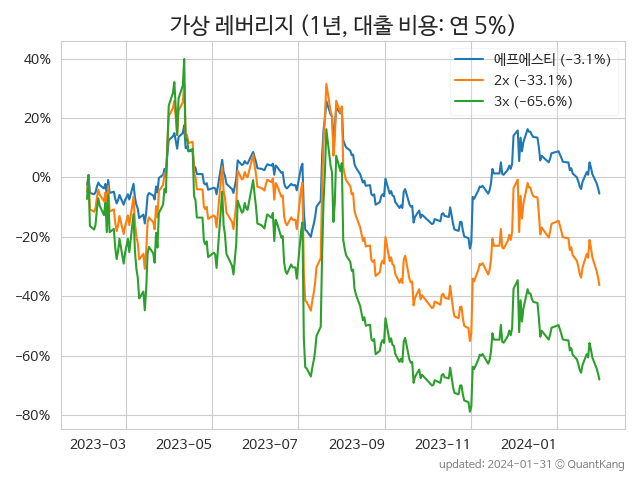 가상 레버리지 (1년, 대출 비용: 연 5%)
에프에스티 (−3.1%)
2x (−33.1%)
3x (−65.6%)
40%
20%
0%
−20%
−40%
−60%
−80%
2023-03 2023-05 2023-07 2023-09 2023-11 2024-01
updated: 2024-01-31 © QuantKang